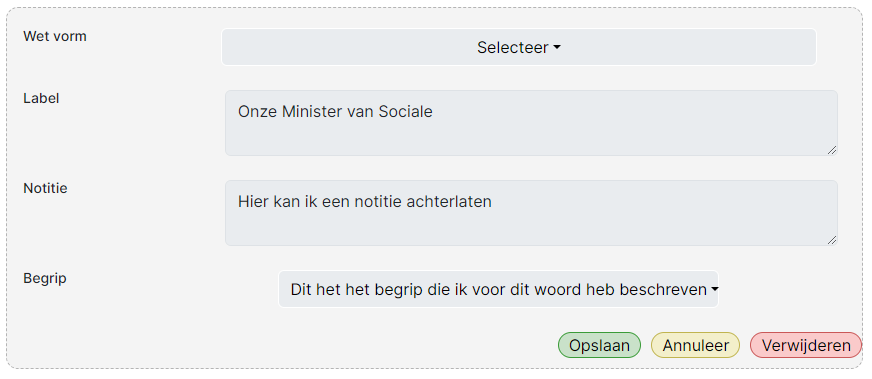 Wet vorm
Selecteer
Label
Onze Minister van Sociale
Notitie
Hier kan ik een notitie achterlaten
Begrip
Dit het het begrip die ik voor dit woord heb beschreven
Opslaan Annuleer Verwijderen